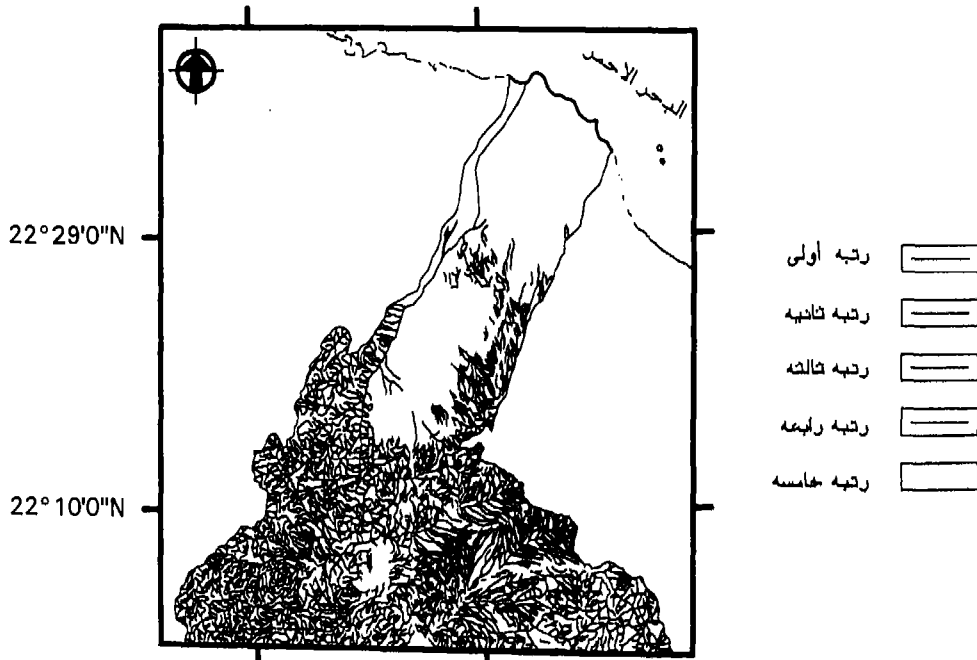 البحر الاحمر
22°29'0"N
22°10'0"N
رتبه أولى
رتبه ثانيه
رتبه ثالثه
رتبه رابعه
رتبه خامسه